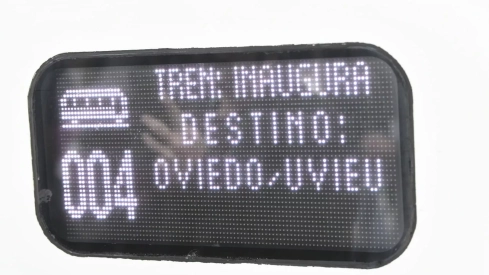 TREN: INAUGURA
DESTINO:
OVIEDO/UVIEU
004